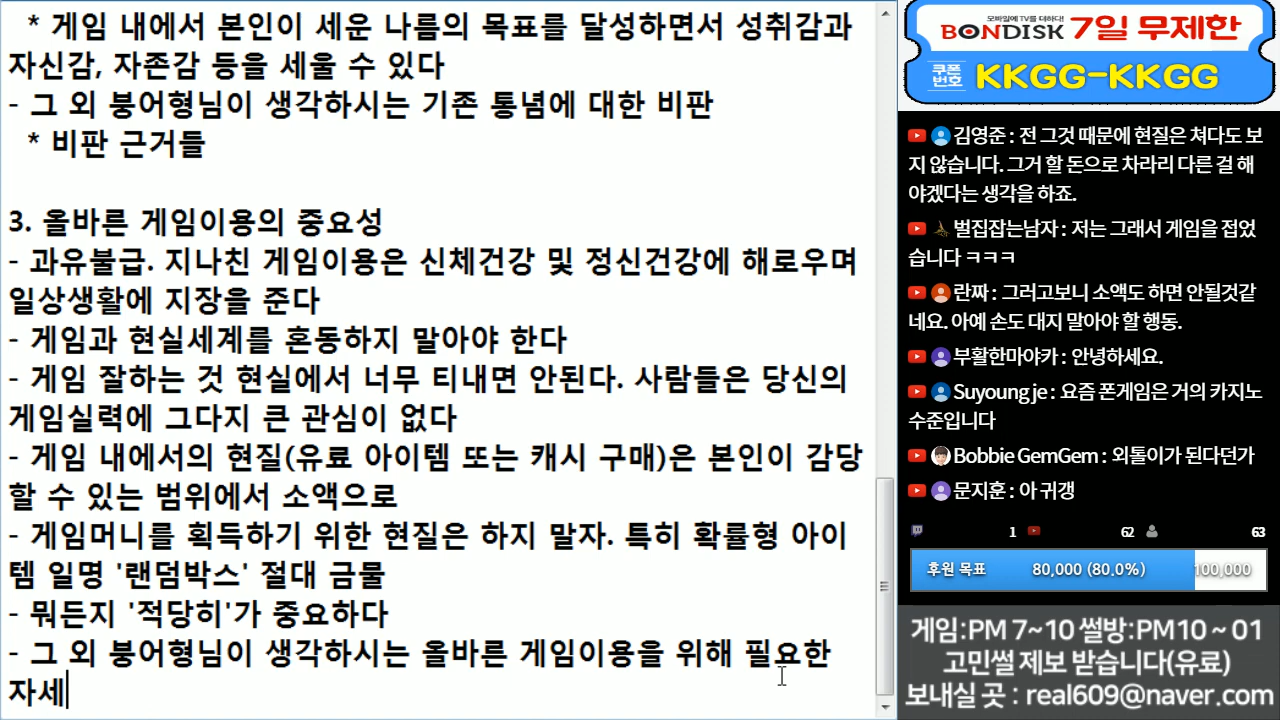 * 게임 내에서 본인이 세운 나름의 목표를 달성하면서 성취감과
자신감, 자존감 등을 세울 수 있다
- 그 외 붕어형님이 생각하시는 기존 통념에 대한 비판
* 비판 근거들
3. 올바른 게임이용의 중요성
- 과유불급. 지나친 게임이용은 신체건강 및 정신건강에 해로우며
일상생활에 지장을 준다
- 게임과 현실세계를 혼동하지 말아야 한다
- 게임 잘하는 것 현실에서 너무 티내면 안된다. 사람들은 당신의
게임실력에 그다지 큰 관심이 없다
- 게임 내에서의 현질(유료 아이템 또는 캐시 구매)은 본인이 감당
할 수 있는 범위에서 소액으로
- 게임머니를 획득하기 위한 현질은 하지 말자. 특히 확률형 아이
템 일명 '랜덤박스' 절대 금물
- 뭐든지 '적당히'가 중요하다
- 그 외 붕어형님이 생각하시는 올바른 게임이용을 위해 필요한
자세
모바일에 TV를 더하다!
BONDISK 7일 무제한
쿠폰
번호 KKGG-KKGG
김영준 : 전 그것 때문에 현질은 쳐다도 보
지 않습니다. 그거 할 돈으로 차라리 다른 걸 해
야겠다는 생각을 하죠.
벌집잡는남자 : 저는 그래서 게임을 접었
습니다 ㅋㅋㅋ
란짜 : 그러고보니 소액도 하면 안될것같
네요. 아예 손도 대지 말아야 할 행동.
부활한마야카 : 안녕하세요.
Suyoung je : 요즘 폰게임은 거의 카지노
수준입니다
Bobbie GemGem : 외톨이가 된다던가
문지훈 : 아 귀갱
1 62 63
후원 목표 80,000 (80.0%) 100,000
게임:PM 7~10 썰방:PM10 ~ 01
고민썰 제보 받습니다(유료)
보내실 곳 : real609@naver.com